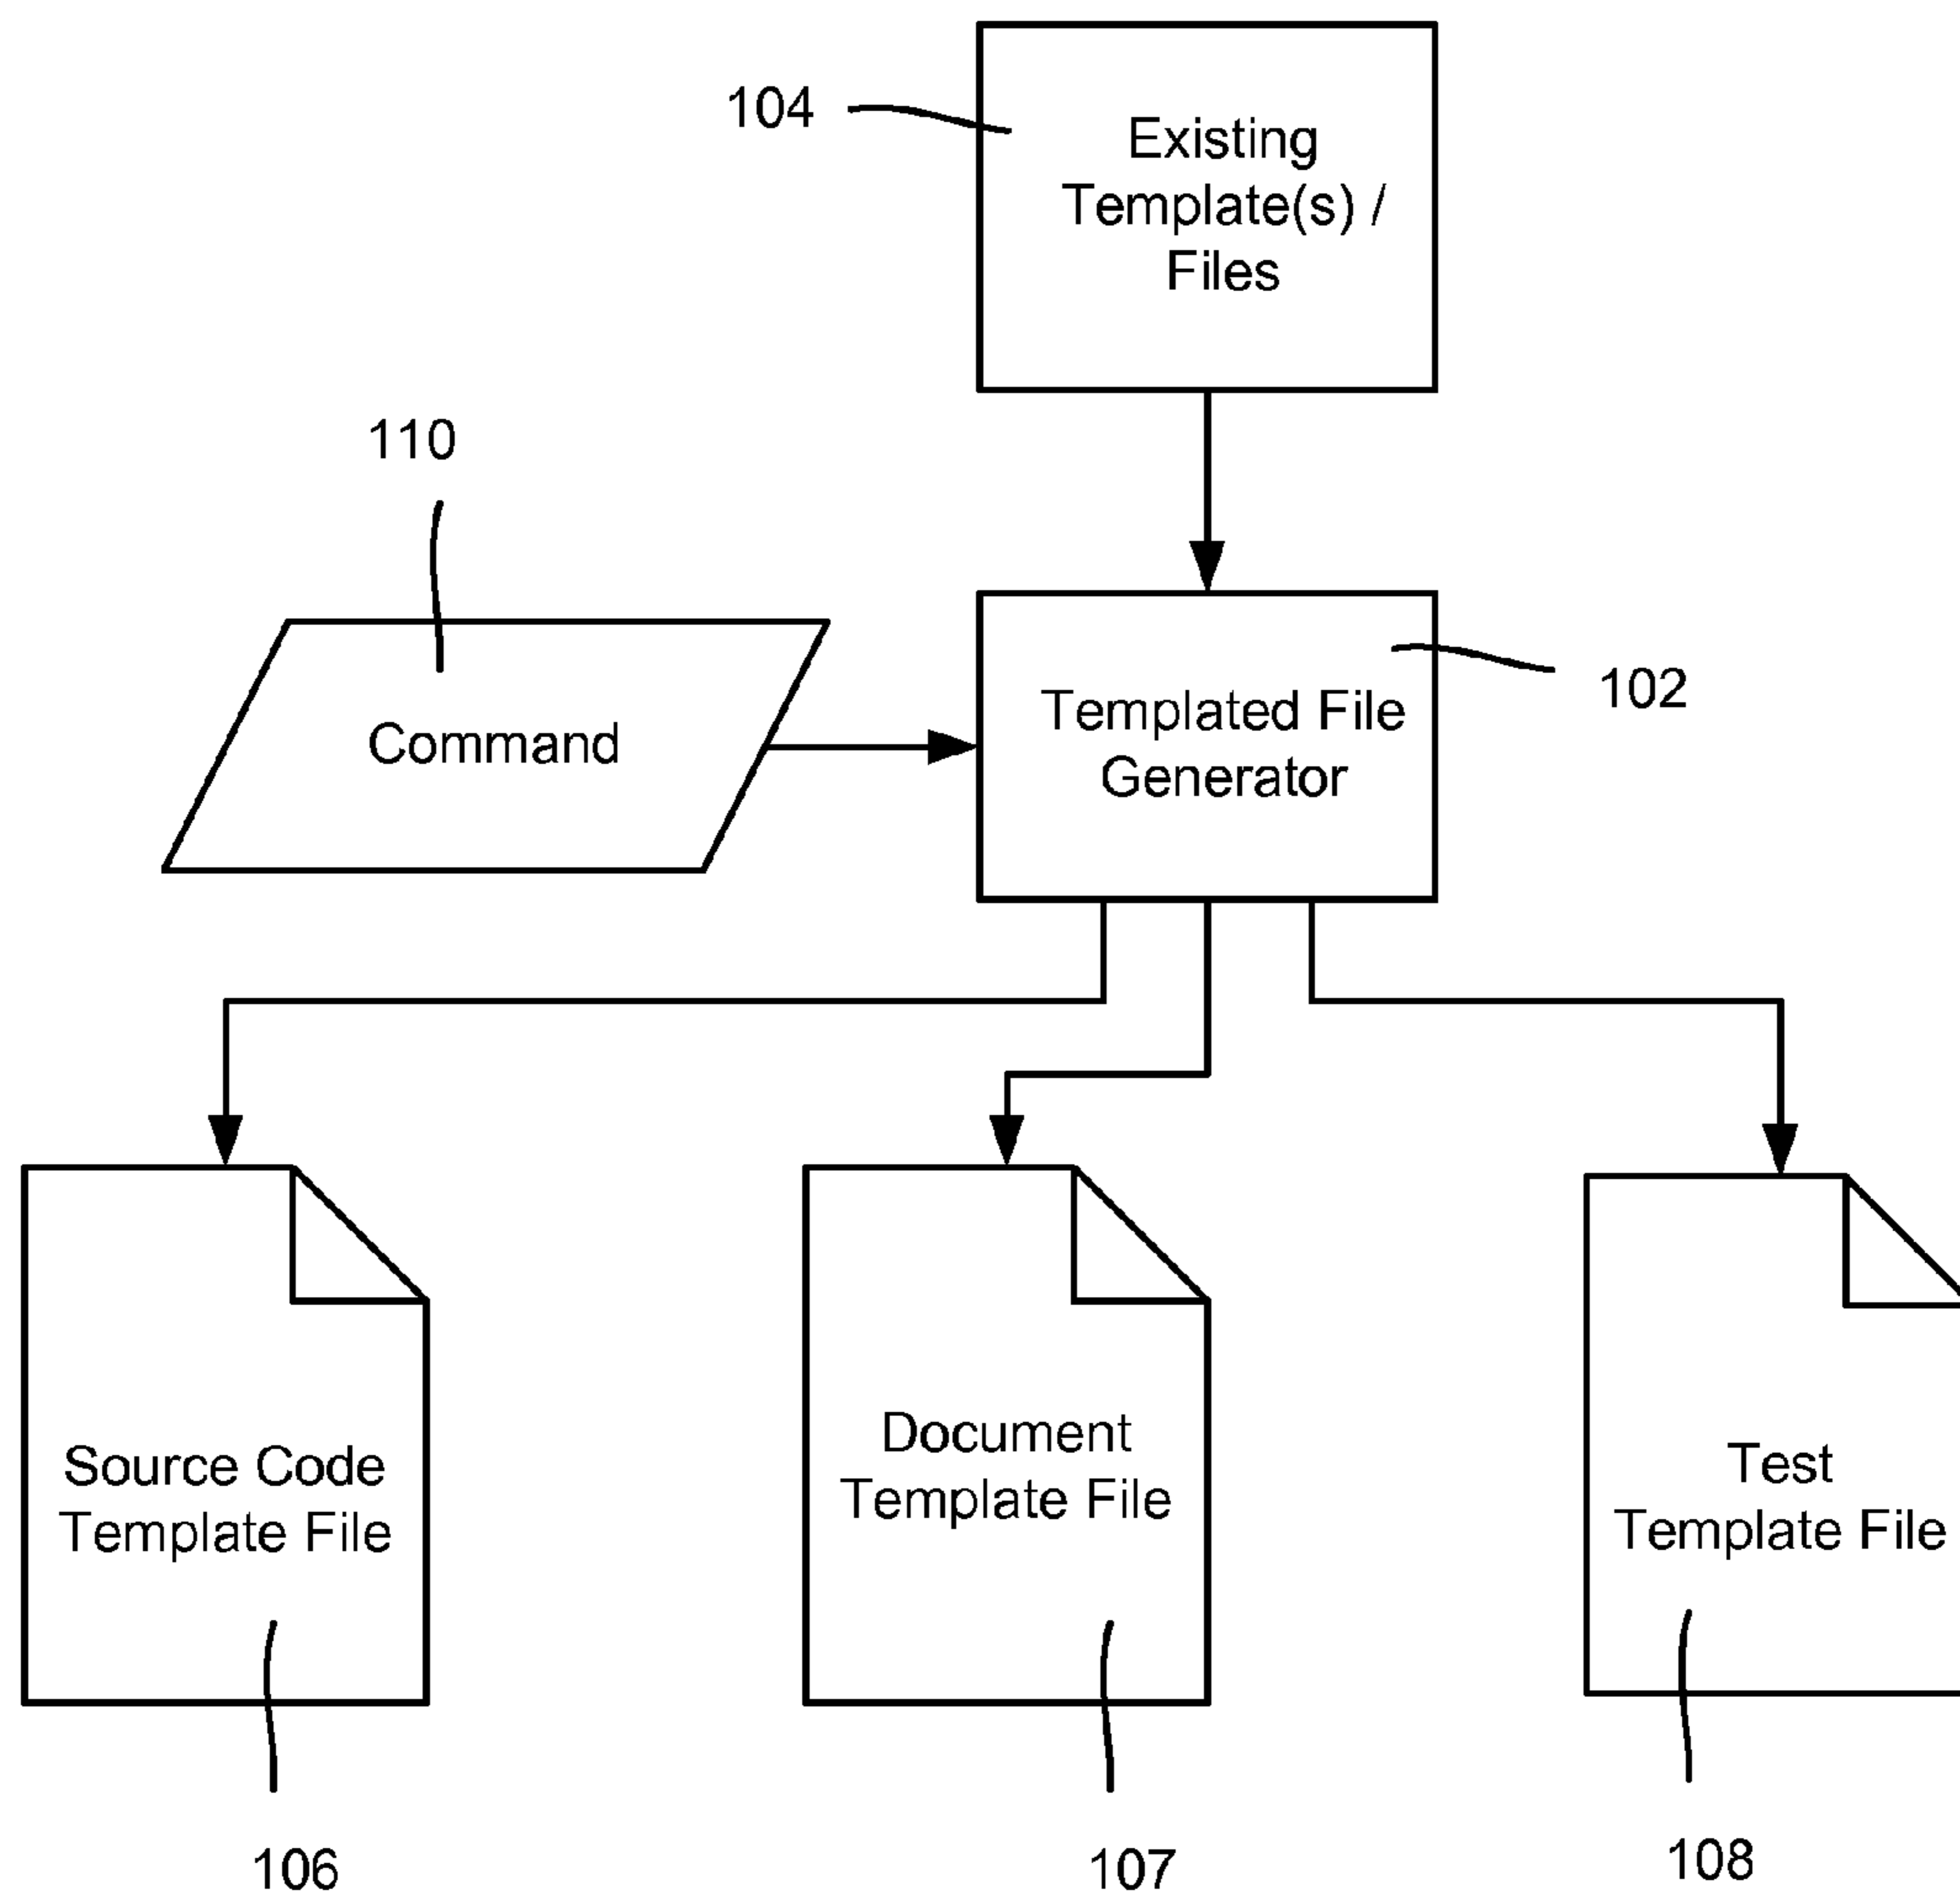 104
Existing
Template(s) /
Files
110
Command
Templated File
Generator
102
Source Code
Template File
Document
Template File
Test
Template File
106
107
108